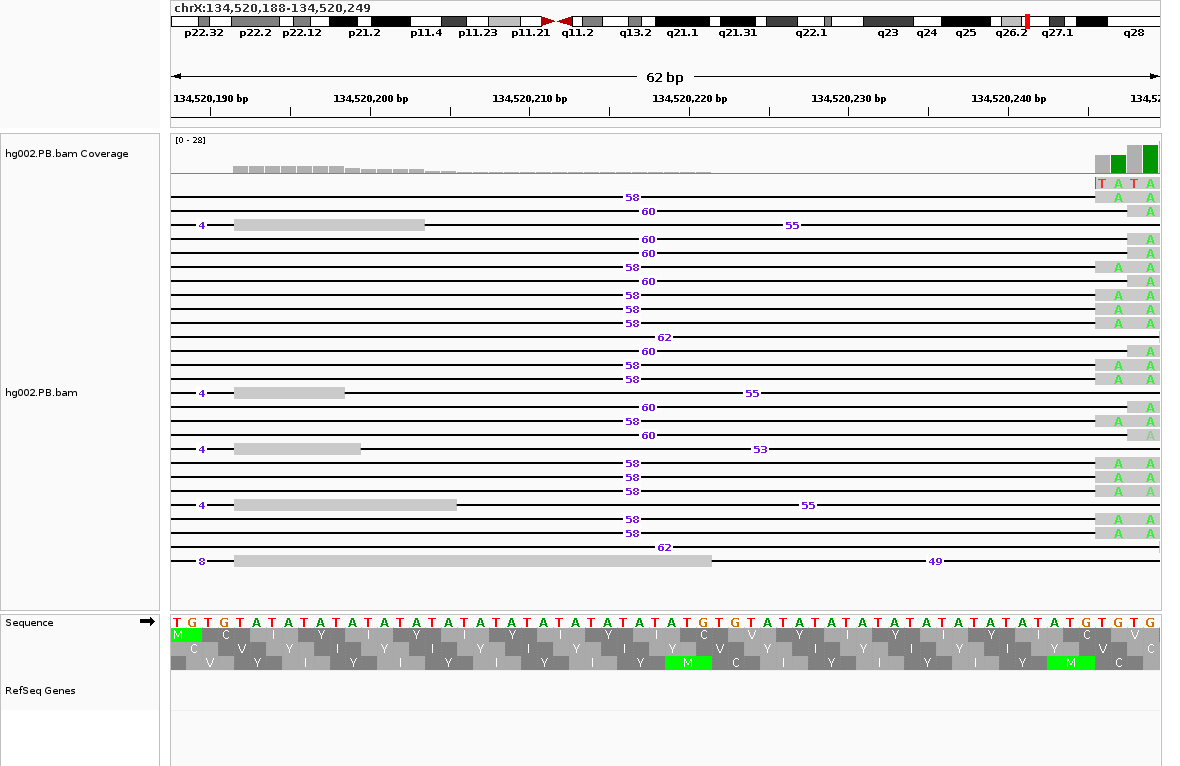 chrX:134,520,188-134,520,249
p22.32 p22.2 p22.12 p21.2 p11.4 p11.23 p11.21 q11.2 q13.2 q21.1 q21.31 q22.1 q23 q24 q25 q26.2 q27.1 q28
62 bp
134,520,190 bp 134,520,200 bp 134,520,210 bp 134,520,220 bp 134,520,230 bp 134,520,240 bp 134,52
[0 - 28]
hg002.PB.bam Coverage
T A T A
58 A A
60 A
4 55
60 A
60 A
58 A A
60 A
58 A A
58 A A
58 A A
62
60 A
58 A A
58 A A
hg002.PB.bam
4 55
60 A
58 A A
60 A
4 53
58 A A
58 A A
58 A A
4 55
58 A A
58 A A
62
8 49
Sequence T G T G T A T A T A T A T A T A T A T A T A T A T A T A T A T A T G T G T A T A T A T A T A T A T A T A T A T A T G T G T G
M C I Y I Y I Y I Y I C V Y I Y I Y I C V
C V Y I Y I Y I Y I Y V Y I Y I Y I Y V C
V Y I Y I Y I Y I Y M C I Y I Y I Y M C
RefSeq Genes